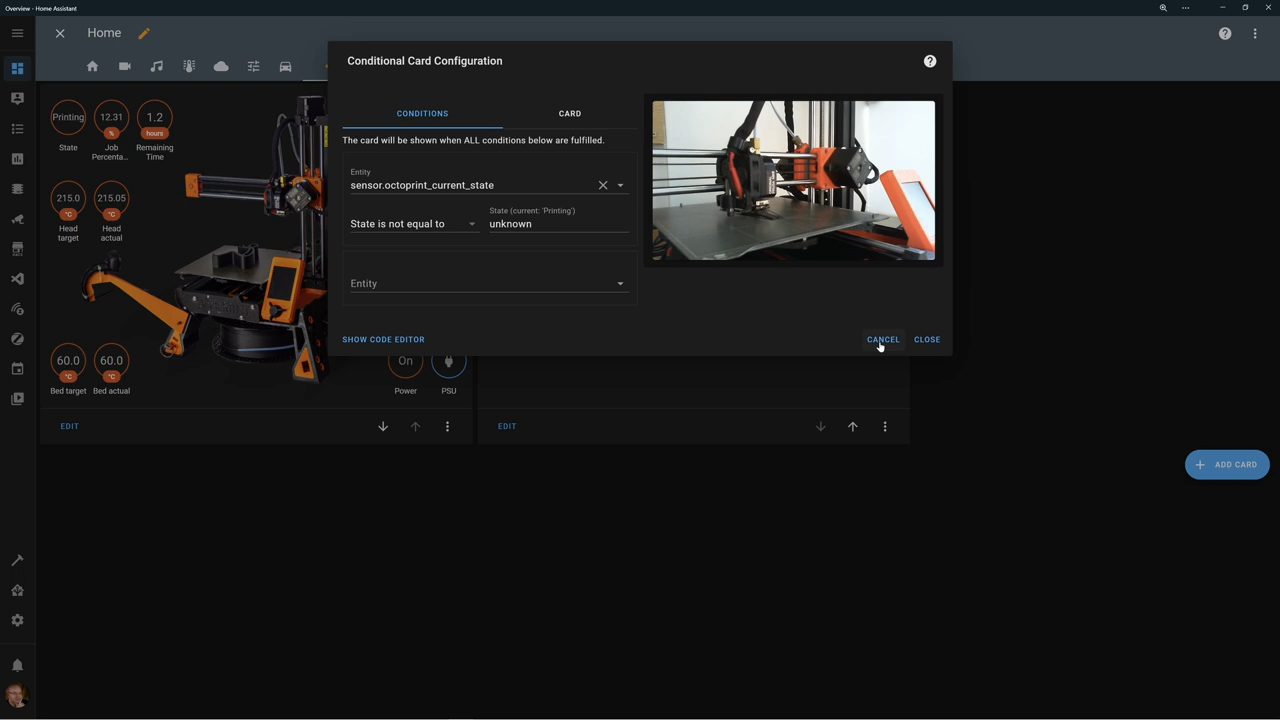 Overview - Home Assistant
Home
Conditional Card Configuration
CONDITIONS
CARD
The card will be shown when ALL conditions below are fulfilled.
Entity
sensor.octoprint_current_state
State is not equal to
State (current: 'Printing')
unknown
Entity
SHOW CODE EDITOR
CANCEL
CLOSE
Printing
State
12.31
%
Job
Percenta...
1.2
hours
Remaining
Time
215.0
°C
Head
target
215.05
°C
Head
actual
60.0
°C
Bed target
60.0
°C
Bed actual
On
Power
PSU
EDIT
EDIT
ADD CARD